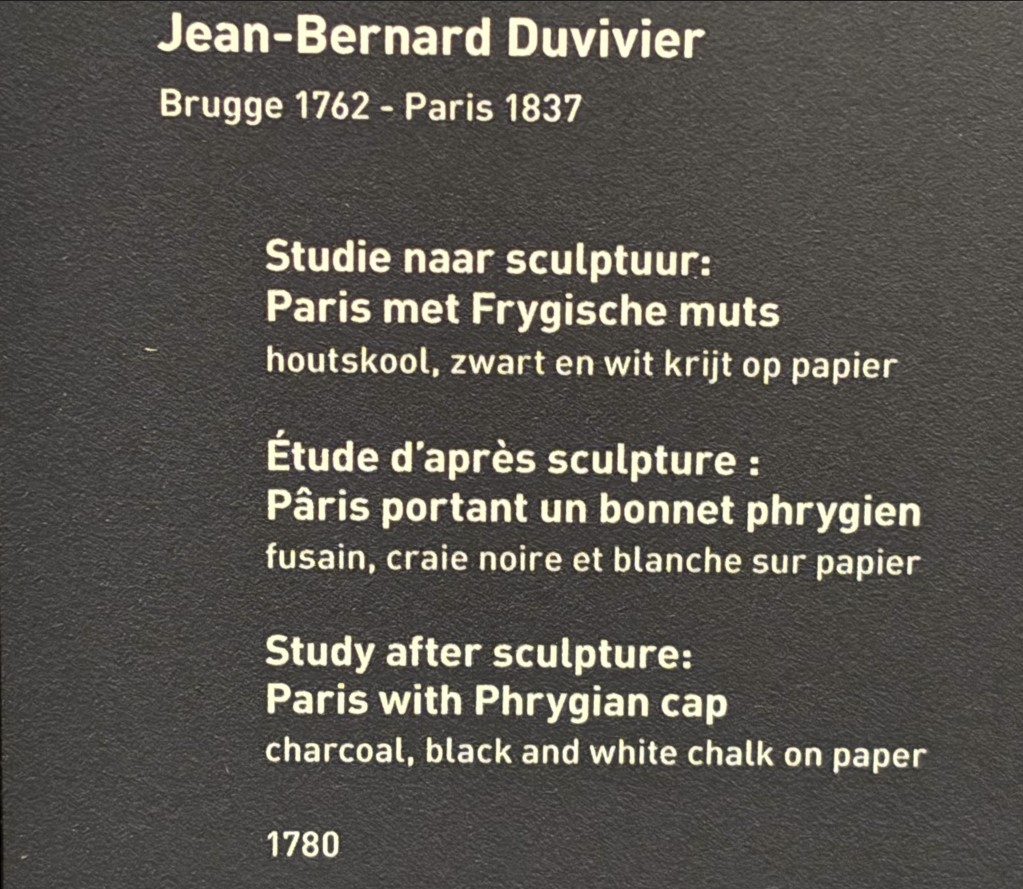 Jean-Bernard Duvivier
Brugge 1762 - Paris 1837
Studie naar sculptuur:
Paris met Frygische muts
houtskool, zwart en wit krijt op papier
Étude d'après sculpture :
Pâris portant un bonnet phrygien
fusain, craie noire et blanche sur papier
Study after sculpture:
Paris with Phrygian cap
charcoal, black and white chalk on paper
1780